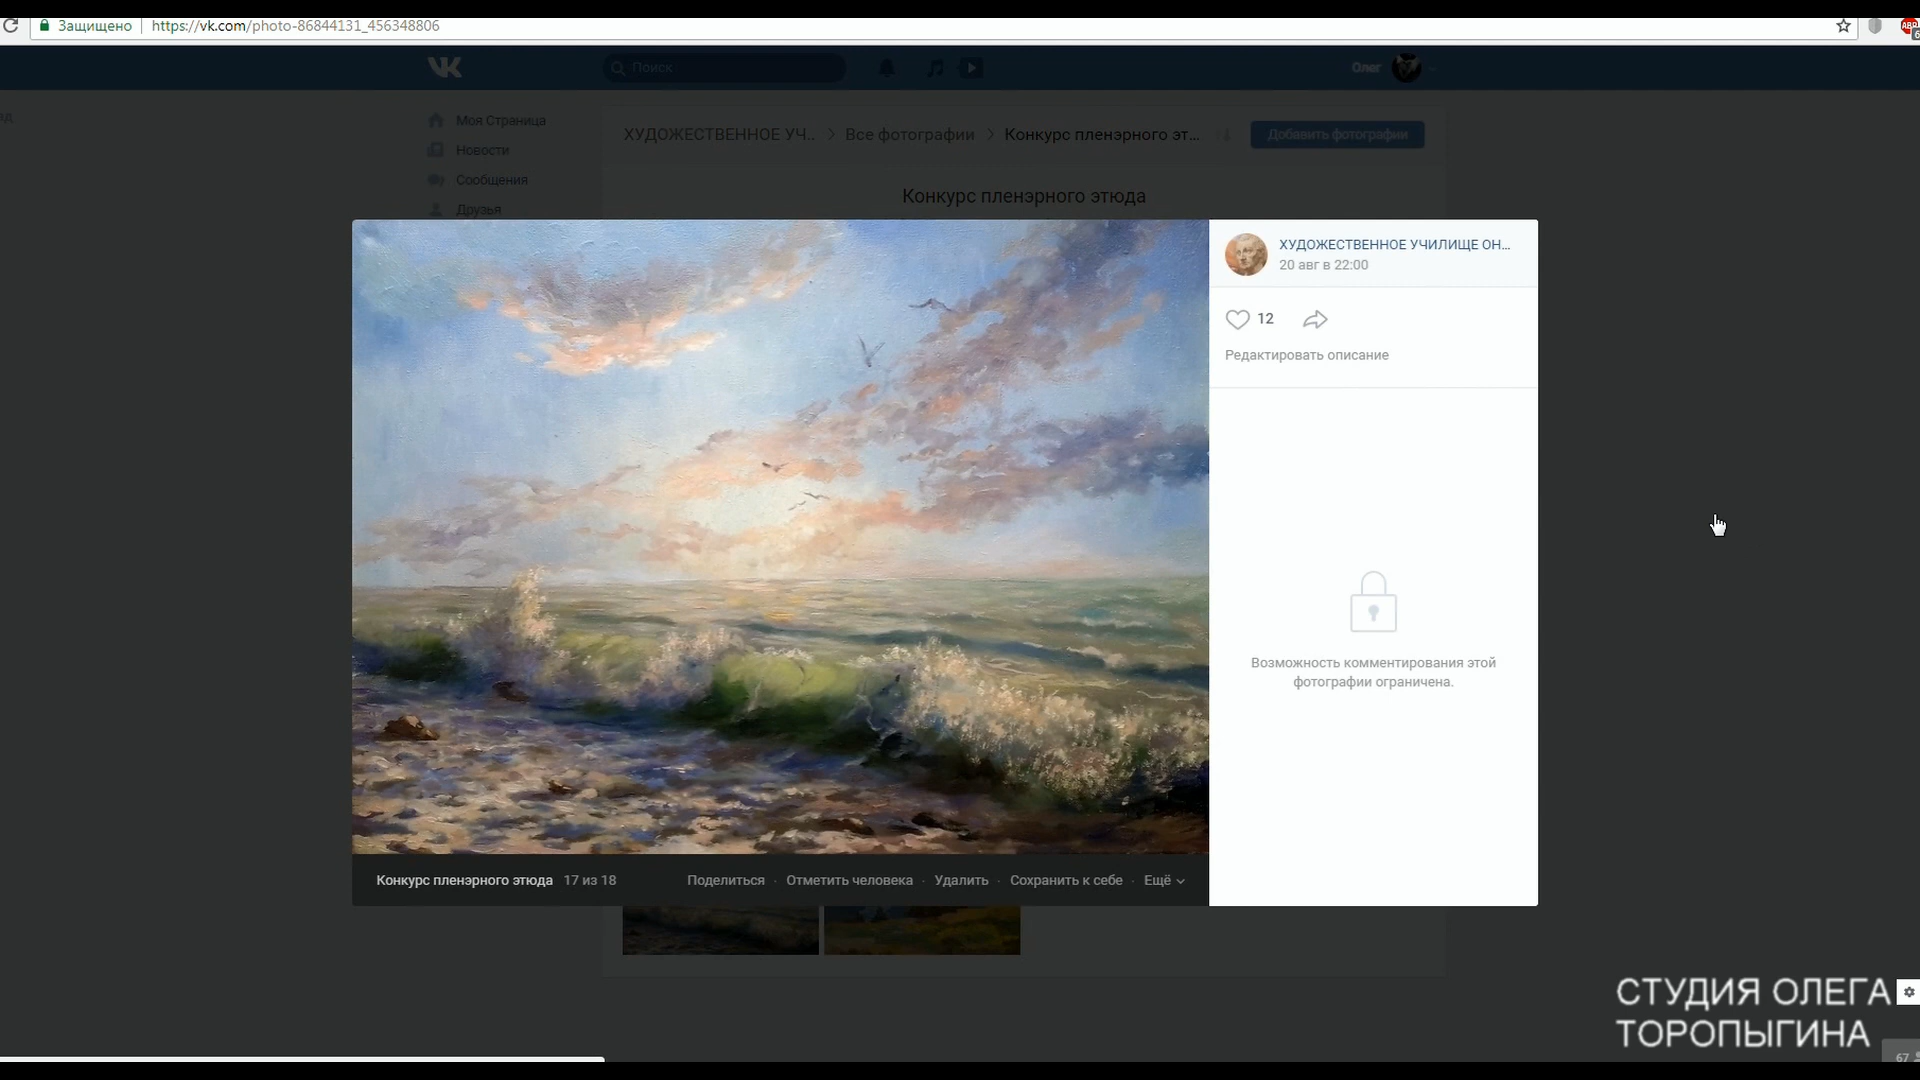 Защищено https://vk.com/photo-86844131_456348806
Поиск
Олег
Моя Страница
Новости
Сообщения
Друзья
ХУДОЖЕСТВЕННОЕ УЧ...
Все фотографии
Конкурс пленэрного эт...
Добавить фотографии
Конкурс пленэрного этюда
ХУДОЖЕСТВЕННОЕ УЧИЛИЩЕ ОН...
20 авг в 22:00
12
Редактировать описание
Возможность комментирования этой
фотографии ограничена.
Конкурс пленэрного этюда 17 из 18
Поделиться · Отметить человека · Удалить · Сохранить к себе · Ещё
СТУДИЯ ОЛЕГА
ТОРОПЫГИНА
67